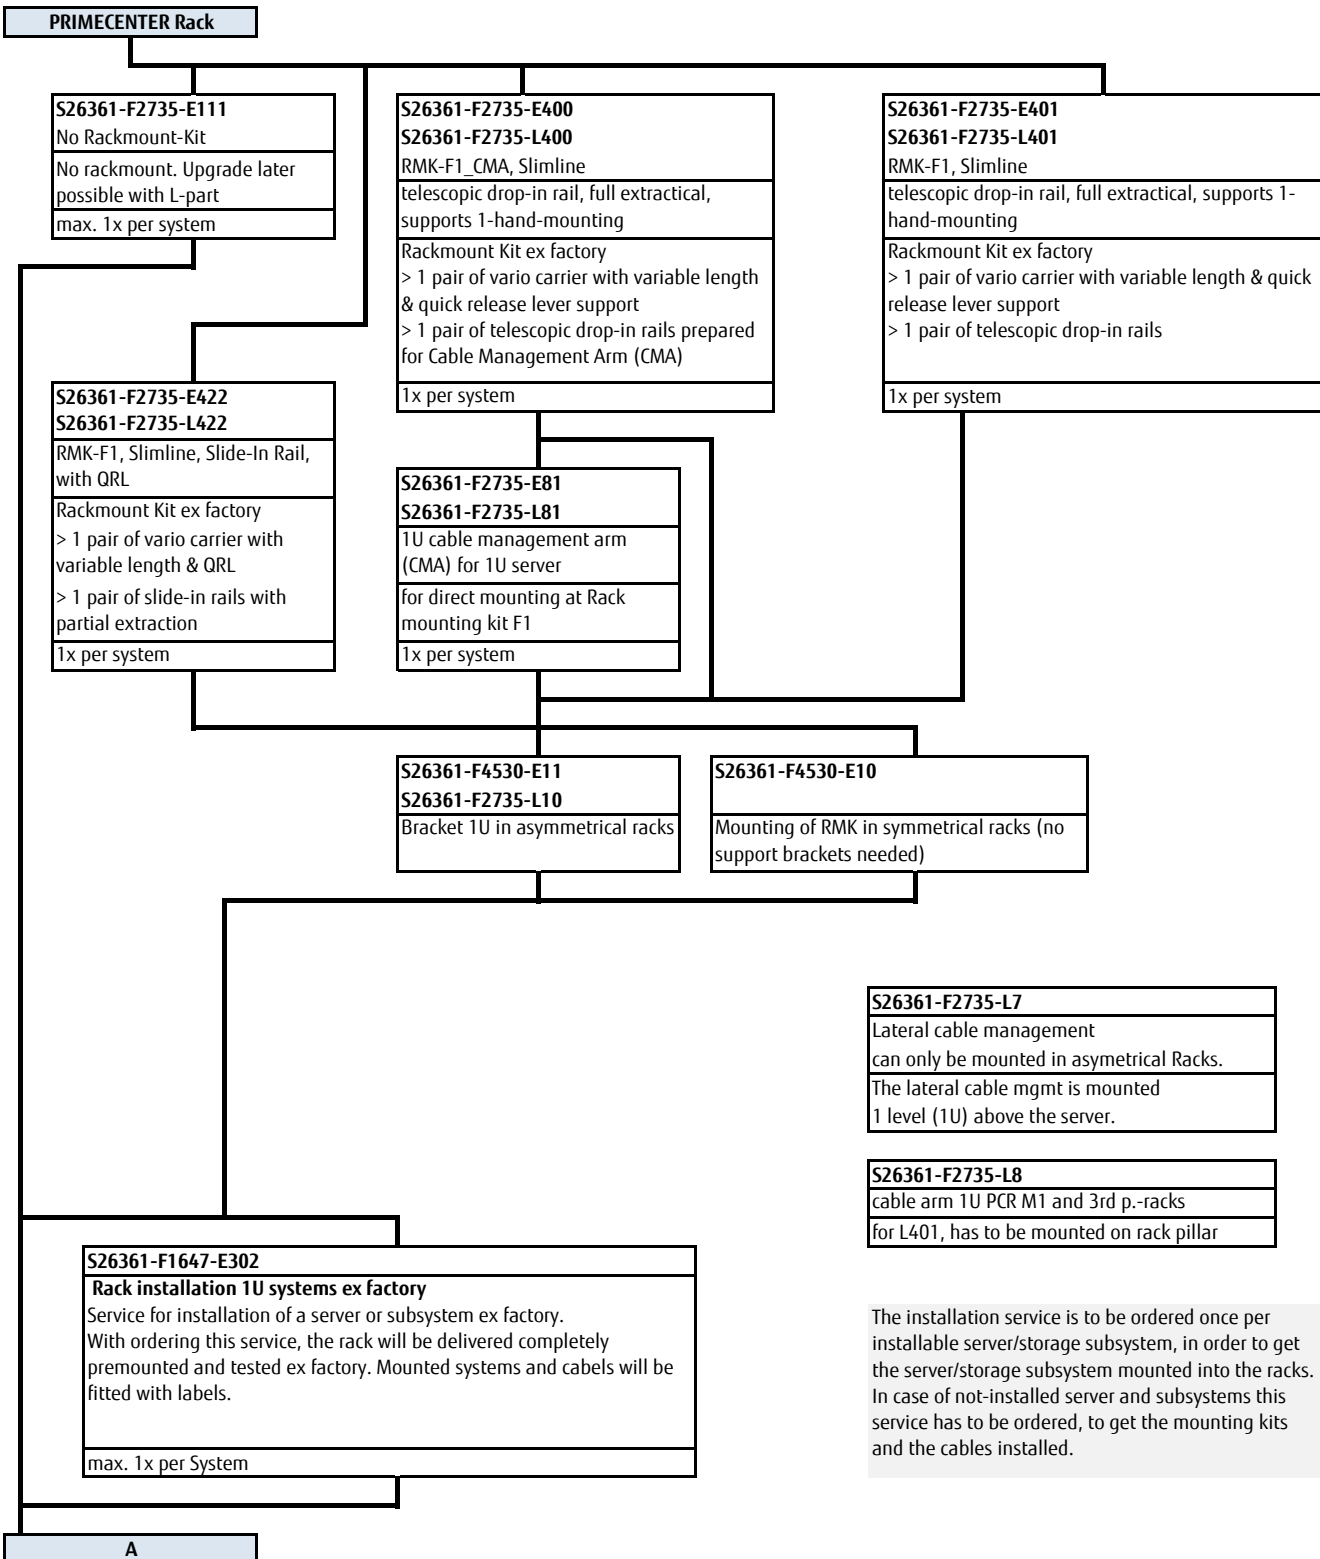 PRIMECENTER Rack
S26361-F2735-E111
No Rackmount-Kit
No rackmount. Upgrade later
possible with L-part
max. 1x per system
S26361-F2735-E400
S26361-F2735-L400
RMK-F1_CMA, Slimline
telescopic drop-in rail, full extractical,
supports 1-hand-mounting
Rackmount Kit ex factory
> 1 pair of vario carrier with variable length
& quick release lever support
> 1 pair of telescopic drop-in rails prepared
for Cable Management Arm (CMA)
1x per system
S26361-F2735-E401
S26361-F2735-L401
RMK-F1, Slimline
telescopic drop-in rail, full extractical, supports 1-
hand-mounting
Rackmount Kit ex factory
> 1 pair of vario carrier with variable length & quick
release lever support
> 1 pair of telescopic drop-in rails
1x per system
S26361-F2735-E422
S26361-F2735-L422
RMK-F1, Slimline, Slide-In Rail,
with QRL
Rackmount Kit ex factory
> 1 pair of vario carrier with
variable length & QRL
> 1 pair of slide-in rails with
partial extraction
1x per system
S26361-F2735-E81
S26361-F2735-L81
1U cable management arm
(CMA) for 1U server
for direct mounting at Rack
mounting kit F1
1x per system
S26361-F4530-E11
S26361-F2735-L10
Bracket 1U in asymmetrical racks
S26361-F4530-E10
Mounting of RMK in symmetrical racks (no
support brackets needed)
S26361-F2735-L7
Lateral cable management
can only be mounted in asymetrical Racks.
The lateral cable mgmt is mounted
1 level (1U) above the server.
S26361-F2735-L8
cable arm 1U PCR M1 and 3rd p.-racks
for L401, has to be mounted on rack pillar
S26361-F1647-E302
Rack installation 1U systems ex factory
Service for installation of a server or subsystem ex factory.
With ordering this service, the rack will be delivered completely
premounted and tested ex factory. Mounted systems and cabels will be
fitted with labels.
max. 1x per System
The installation service is to be ordered once per
installable server/storage subsystem, in order to get
the server/storage subsystem mounted into the racks.
In case of not-installed server and subsystems this
service has to be ordered, to get the mounting kits
and the cables installed.
A